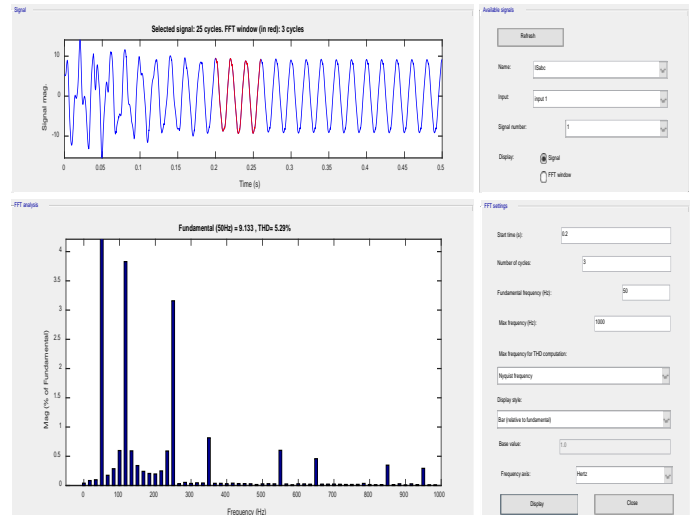 Signal
Selected signal: 25 cycles. FFT window (in red): 3 cycles
10
0
-10
Signal mag.
0 0.05 0.1 0.15 0.2 0.25 0.3 0.35 0.4 0.45 0.5
Time (s)
Available signals
Refresh
Name: ISabc
Input: input 1
Signal number: 1
Display: Signal
FFT window
FFT analysis
Fundamental (50Hz) = 9.133 , THD= 5.29%
4
3.5
3
2.5
2
1.5
1
0.5
0
Mag (% of Fundamental)
0 100 200 300 400 500 600 700 800 900 1000
Frequency (Hz)
FFT settings
Start time (s): 0.2
Number of cycles: 3
Fundamental frequency (Hz): 50
Max frequency (Hz): 1000
Max frequency for THD computation:
Nyquist frequency
Display style:
Bar (relative to fundamental)
Base value: 1.0
Frequency axis: Hertz
Display Close